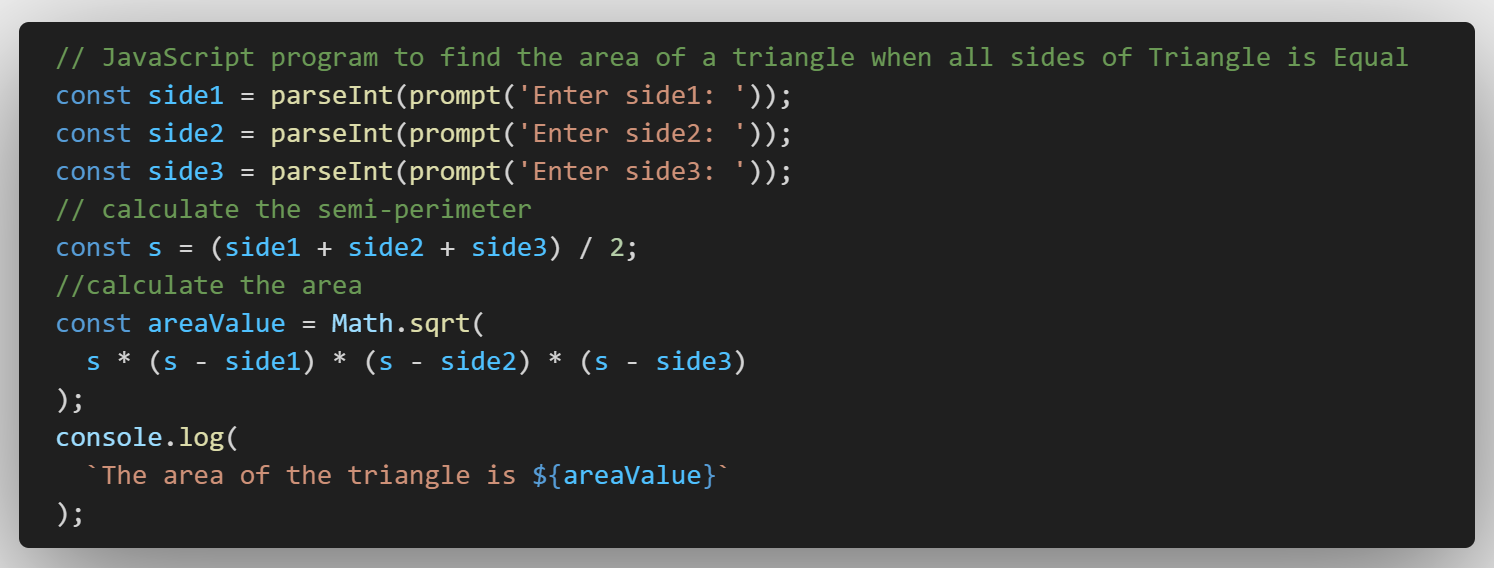 // JavaScript program to find the area of a triangle when all sides of Triangle is Equal
const side1 = parseInt(prompt('Enter side1: '));
const side2 = parseInt(prompt('Enter side2: '));
const side3 = parseInt(prompt('Enter side3: '));
// calculate the semi-perimeter
const s = (side1 + side2 + side3) / 2;
//calculate the area
const areaValue = Math.sqrt(
  s * (s - side1) * (s - side2) * (s - side3)
);
console.log(
  `The area of the triangle is ${areaValue}`
);